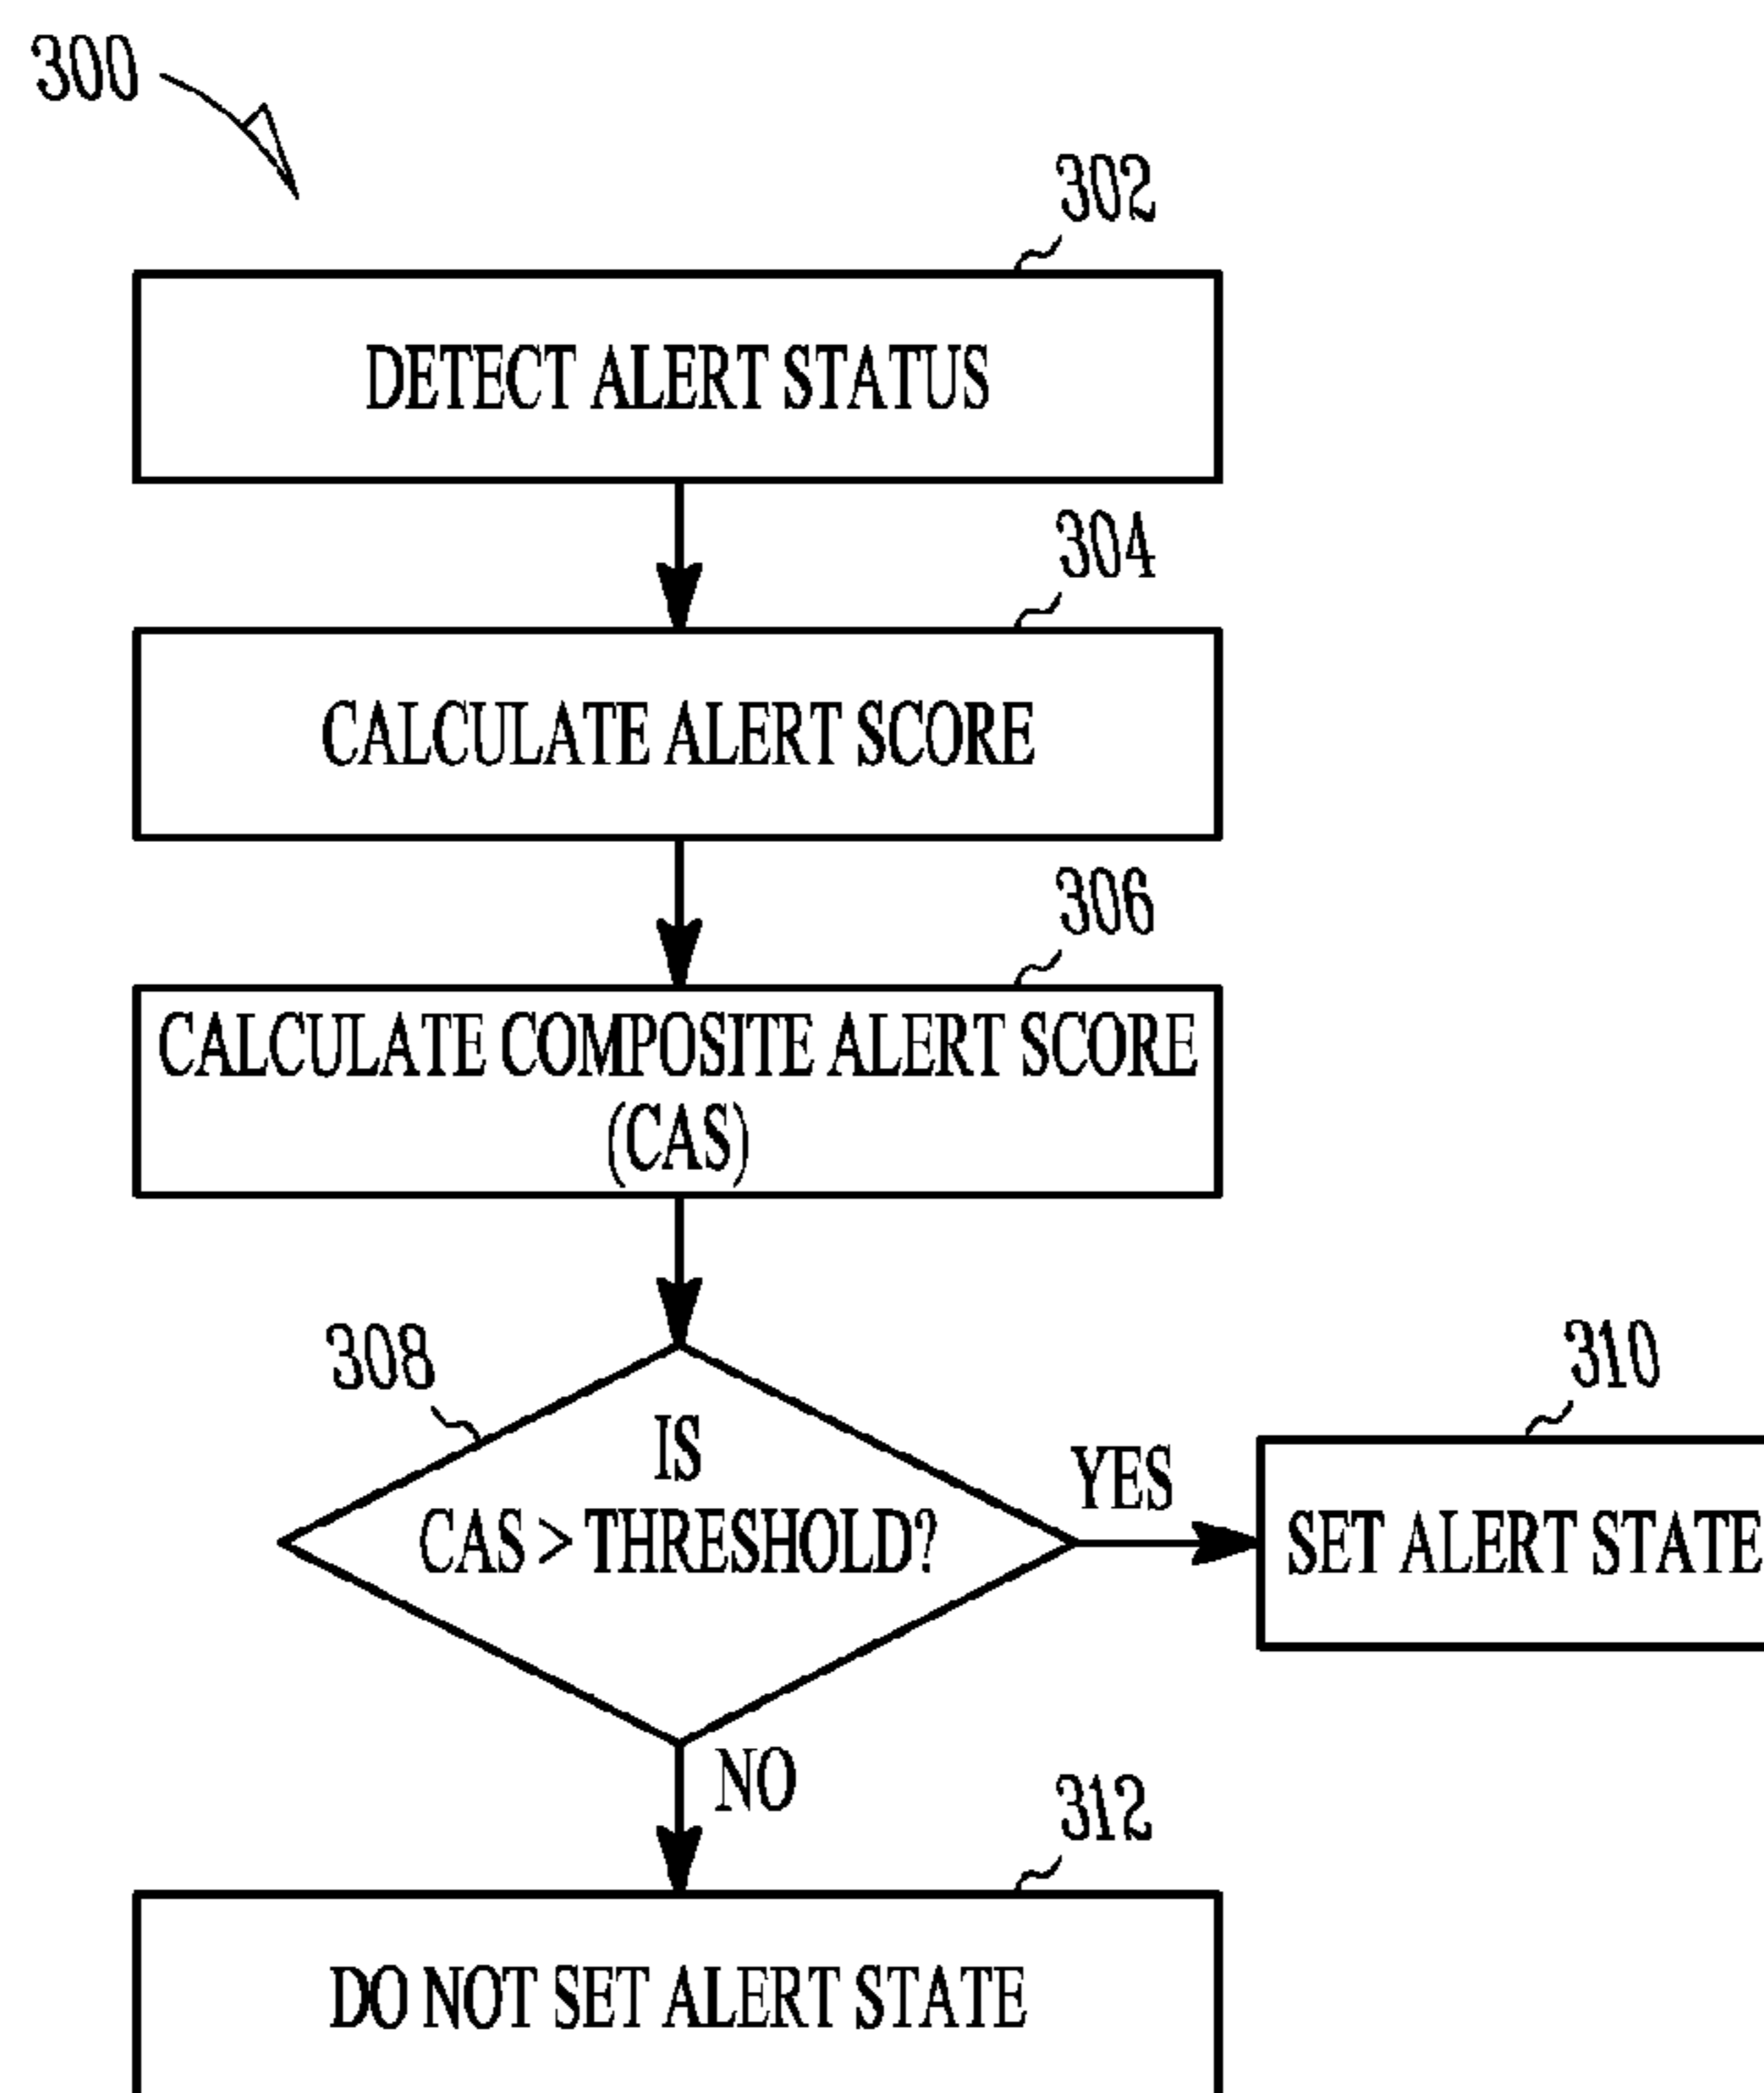 300
302
DETECT ALERT STATUS
304
CALCULATE ALERT SCORE
306
CALCULATE COMPOSITE ALERT SCORE
(CAS)
308
IS
CAS > THRESHOLD?
YES
310
SET ALERT STATE
NO
312
DO NOT SET ALERT STATE